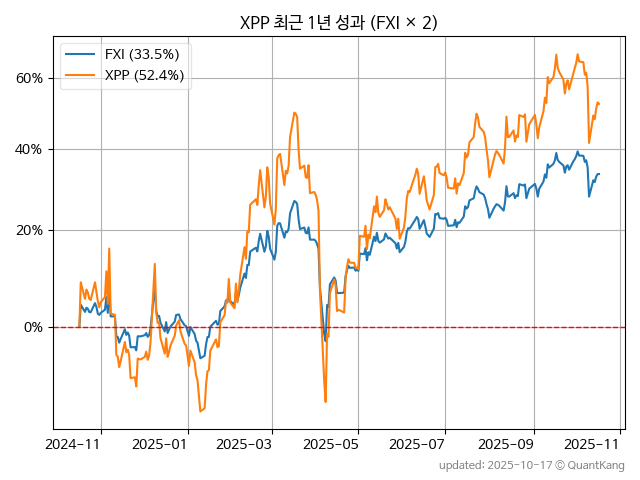 XPP 최근 1년 성과 (FXI × 2)
FXI (33.5%)
XPP (52.4%)
60%
40%
20%
0%
2024-11 2025-01 2025-03 2025-05 2025-07 2025-09 2025-11
updated: 2025-10-17 © QuantKang